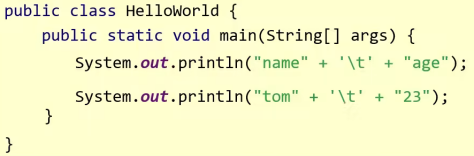 public class HelloWorld {
    public static void main(String[] args) {
        System.out.println("name" + '\t' + "age");
        System.out.println("tom" + '\t' + "23");
    }
}